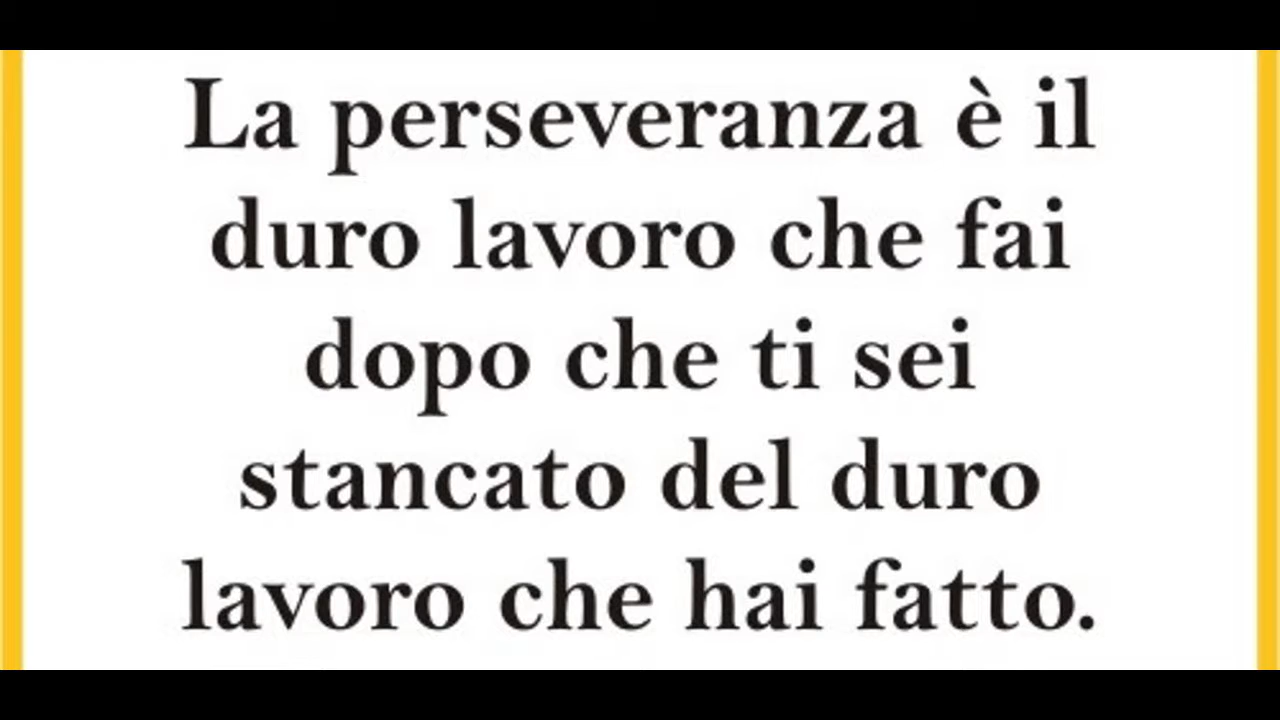 La perseveranza è il
duro lavoro che fai
dopo che ti sei
stancato del duro
lavoro che hai fatto.